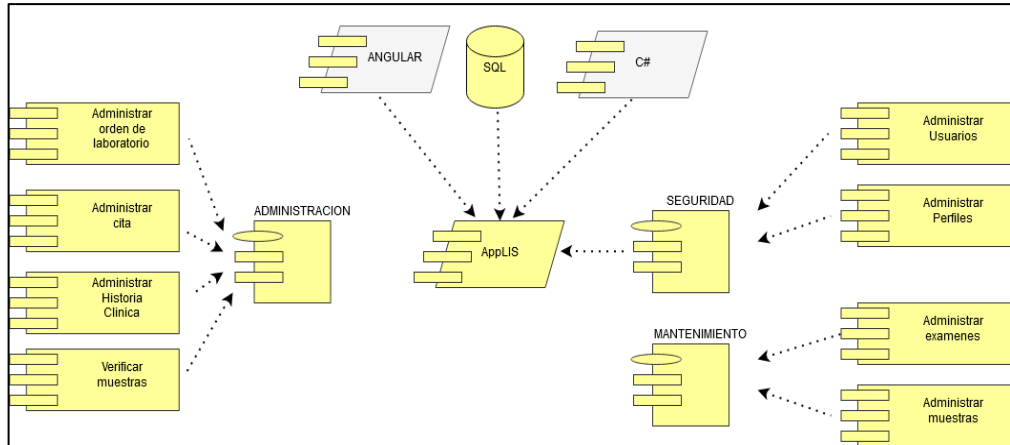 ANGULAR
SQL
C#
Administrar
orden de
laboratorio
Administrar
cita
Administrar
Historia
Clinica
Verificar
muestras
ADMINISTRACION
AppLIS
SEGURIDAD
MANTENIMIENTO
Administrar
Usuarios
Administrar
Perfiles
Administrar
examenes
Administrar
muestras